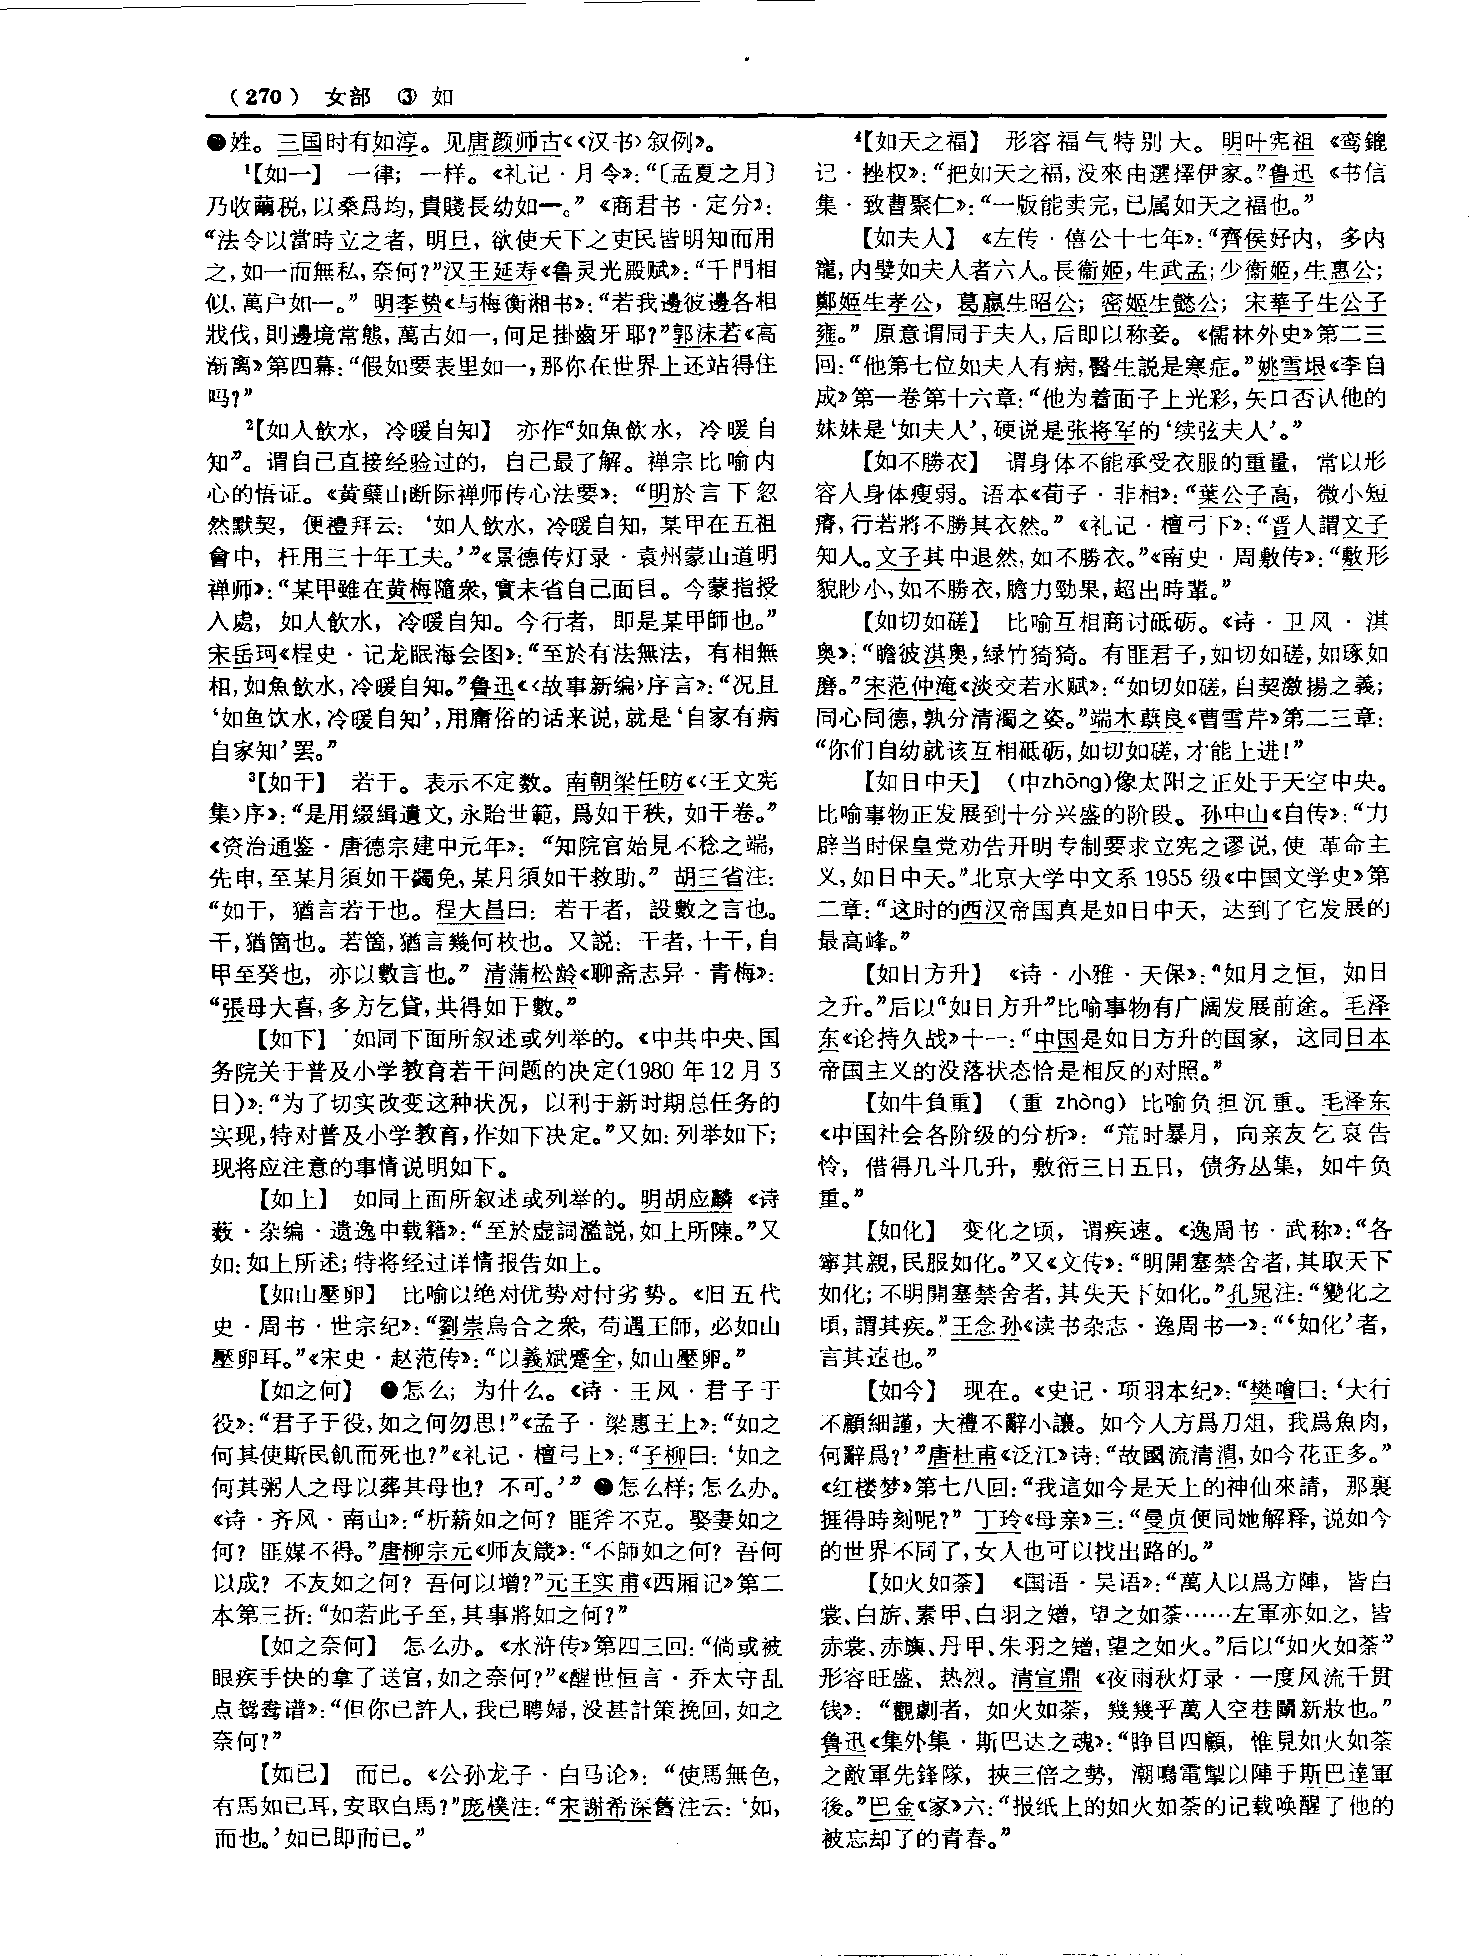 （270） 女部 ③ 如
●姓。三国时有如淳。见唐颜师古《〈汉书〉叙例》。
¹【如一】 一律；一样。《礼记·月令》：“〔孟夏之月〕
乃收繭税，以桑爲均，貴賤長幼如一。”《商君书·定分》：
“法令以當時立之者，明旦，欲使天下之吏民皆明知而用
之，如一而無私，奈何？”汉王延寿《鲁灵光殿赋》：“千門相
似，萬户如一。” 明李贽《与梅衡湘书》：“若我邊彼邊各相
戕伐，則邊境常態，萬古如一，何足掛齒牙耶？”郭沫若《高
渐离》第四幕：“假如要表里如一，那你在世界上还站得住
吗？”
²【如人飲水，冷暖自知】 亦作“如魚飲水，冷暖自
知”。谓自己直接经验过的，自己最了解。禅宗比喻内
心的悟证。《黄蘖山断际禅师传心法要》：“明於言下忽
然默契，便禮拜云：‘如人飲水，冷暖自知，某甲在五祖
會中，枉用三十年工夫。’”《景德传灯录·袁州蒙山道明
禅师》：“某甲雖在黄梅隨衆，實未省自己面目。今蒙指授
入處，如人飲水，冷暖自知。今行者，即是某甲師也。”
宋岳珂《桯史·记龙眠海会图》：“至於有法無法，有相無
相，如魚飲水，冷暖自知。”鲁迅《〈故事新编〉序言》：“况且
‘如鱼饮水，冷暖自知’，用庸俗的话来说，就是‘自家有病
自家知’罢。”
³【如干】 若干。表示不定数。南朝梁任昉《〈王文宪
集〉序》：“是用缀缉遺文，永貽世範，爲如干秩，如干卷。”
《资治通鉴·唐德宗建中元年》：“知院官始見不稔之端，
先申，至某月須如干蠲免，某月須如干救助。” 胡三省注：
“如干，猶言若干也。程大昌曰：若干者，設數之言也。
干，猶箇也。若箇，猶言幾何枚也。又説：干者，十干，自
甲至癸也，亦以數言也。” 清蒲松龄《聊斋志异·青梅》：
“張母大喜，多方乞貸，共得如干數。”
【如下】 如同下面所叙述或列举的。《中共中央、国
务院关于普及小学教育若干问题的决定（1980 年 12 月 3
日）》：“为了切实改变这种状况，以利于新时期总任务的
实现，特对普及小学教育，作如下决定。”又如：列举如下；
现将应注意的事情说明如下。
【如上】 如同上面所叙述或列举的。明胡应麟《诗
薮·杂编·遗逸中载籍》：“至於虚詞濫説，如上所陳。”又
如：如上所述；特将经过详情报告如上。
【如山壓卵】 比喻以绝对优势对付劣势。《旧五代
史·周书·世宗纪》：“劉崇烏合之衆，苟遇王師，必如山
壓卵耳。”《宋史·赵范传》：“以義斌蹙全，如山壓卵。”
【如之何】 ●怎么；为什么。《诗·王风·君子于
役》：“君子于役，如之何勿思！”《孟子·梁惠王上》：“如之
何其使斯民飢而死也？”《礼记·檀弓上》：“子柳曰：‘如之
何其粥人之母以葬其母也？不可。’” ●怎么样；怎么办。
《诗·齐风·南山》：“析薪如之何？匪斧不克。娶妻如之
何？匪媒不得。”唐柳宗元《师友箴》：“不師如之何？吾何
以成？不友如之何？吾何以增？”元王实甫《西厢记》第二
本第三折：“如若此子至，其事將如之何？”
【如之奈何】 怎么办。《水浒传》第四三回：“倘或被
眼疾手快的拿了送官，如之奈何？”《醒世恒言·乔太守乱
点鸳鸯谱》：“但你已許人，我已聘婦，没甚計策挽回，如之
奈何？”
【如已】 而已。《公孙龙子·白马论》：“使馬無色，
有馬如已耳，安取白馬？”庞樸注：“宋謝希深舊注云：‘如，
而也。’如已即而已。”
⁴【如天之福】 形容福气特别大。 明叶宪祖《鸾鎞
记·挫权》：“把如天之福，没來由選擇伊家。”鲁迅《书信
集·致曹聚仁》：“一版能卖完，已属如天之福也。”
【如夫人】 《左传·僖公十七年》：“齊侯好内，多内
寵，内嬖如夫人者六人。長衞姬，生武孟；少衞姬，生惠公；
鄭姬生孝公，葛嬴生昭公；密姬生懿公；宋華子生公子
雍。” 原意谓同于夫人，后即以称妾。《儒林外史》第二三
回：“他第七位如夫人有病，醫生説是寒症。”姚雪垠《李自
成》第一卷第十六章：“他为着面子上光彩，矢口否认他的
妹妹是‘如夫人’，硬说是张将军的‘续弦夫人’。”
【如不勝衣】 谓身体不能承受衣服的重量，常以形
容人身体瘦弱。语本《荀子·非相》：“葉公子高，微小短
瘠，行若將不勝其衣然。”《礼记·檀弓下》：“晋人謂文子
知人。文子其中退然，如不勝衣。”《南史·周敷传》：“敷形
貌眇小，如不勝衣，膽力勁果，超出時輩。”
【如切如磋】 比喻互相商讨砥砺。《诗·卫风·淇
奥》：“瞻彼淇奥，緑竹猗猗。有匪君子，如切如磋，如琢如
磨。”宋范仲淹《淡交若水赋》：“如切如磋，自契激揚之義；
同心同德，孰分清濁之姿。”端木蕻良《曹雪芹》第二三章：
“你们自幼就该互相砥砺，如切如磋，才能上进！”
【如日中天】 （中zhōng）像太阳之正处于天空中央。
比喻事物正发展到十分兴盛的阶段。孙中山《自传》：“力
辟当时保皇党劝告开明专制要求立宪之谬说，使 革命主
义，如日中天。”北京大学中文系 1955 级《中国文学史》第
二章：“这时的西汉帝国真是如日中天，达到了它发展的
最高峰。”
【如日方升】 《诗·小雅·天保》：“如月之恒，如日
之升。”后以“如日方升”比喻事物有广阔发展前途。毛泽
东《论持久战》十一：“中国是如日方升的国家，这同日本
帝国主义的没落状态恰是相反的对照。”
【如牛負重】 （重 zhòng）比喻负担沉重。毛泽东
《中国社会各阶级的分析》：“荒时暴月，向亲友乞哀告
怜，借得几斗几升，敷衍三日五日，债务丛集，如牛负
重。”
【如化】 变化之顷，谓疾速。《逸周书·武称》：“各
寧其親，民服如化。”又《文传》：“明開塞禁舍者，其取天下
如化；不明開塞禁舍者，其失天下如化。”孔晁注：“變化之
頃，謂其疾。”王念孙《读书杂志·逸周书一》：“‘如化’者，
言其速也。”
【如今】 现在。《史记·项羽本纪》：“樊噲曰：‘大行
不顧細謹，大禮不辭小讓。如今人方爲刀俎，我爲魚肉，
何辭爲？’”唐杜甫《泛江》诗：“故國流清渭，如今花正多。”
《红楼梦》第七八回：“我這如今是天上的神仙來請，那裏
捱得時刻呢？” 丁玲《母亲》三：“曼贞便同她解释，说如今
的世界不同了，女人也可以找出路的。”
【如火如荼】 《国语·吴语》：“萬人以爲方陣，皆白
裳、白旂、素甲、白羽之矰，望之如荼……左軍亦如之，皆
赤裳、赤旟、丹甲、朱羽之矰，望之如火。”后以“如火如荼”
形容旺盛、热烈。清宣鼎《夜雨秋灯录·一度风流千贯
钱》：“觀劇者，如火如荼，幾幾乎萬人空巷鬭新妝也。”
鲁迅《集外集·斯巴达之魂》：“睁目四顧，惟見如火如荼
之敵軍先鋒隊，挾三倍之勢，潮鳴電掣以陣于斯巴達軍
後。”巴金《家》六：“报纸上的如火如荼的记载唤醒了他的
被忘却了的青春。”